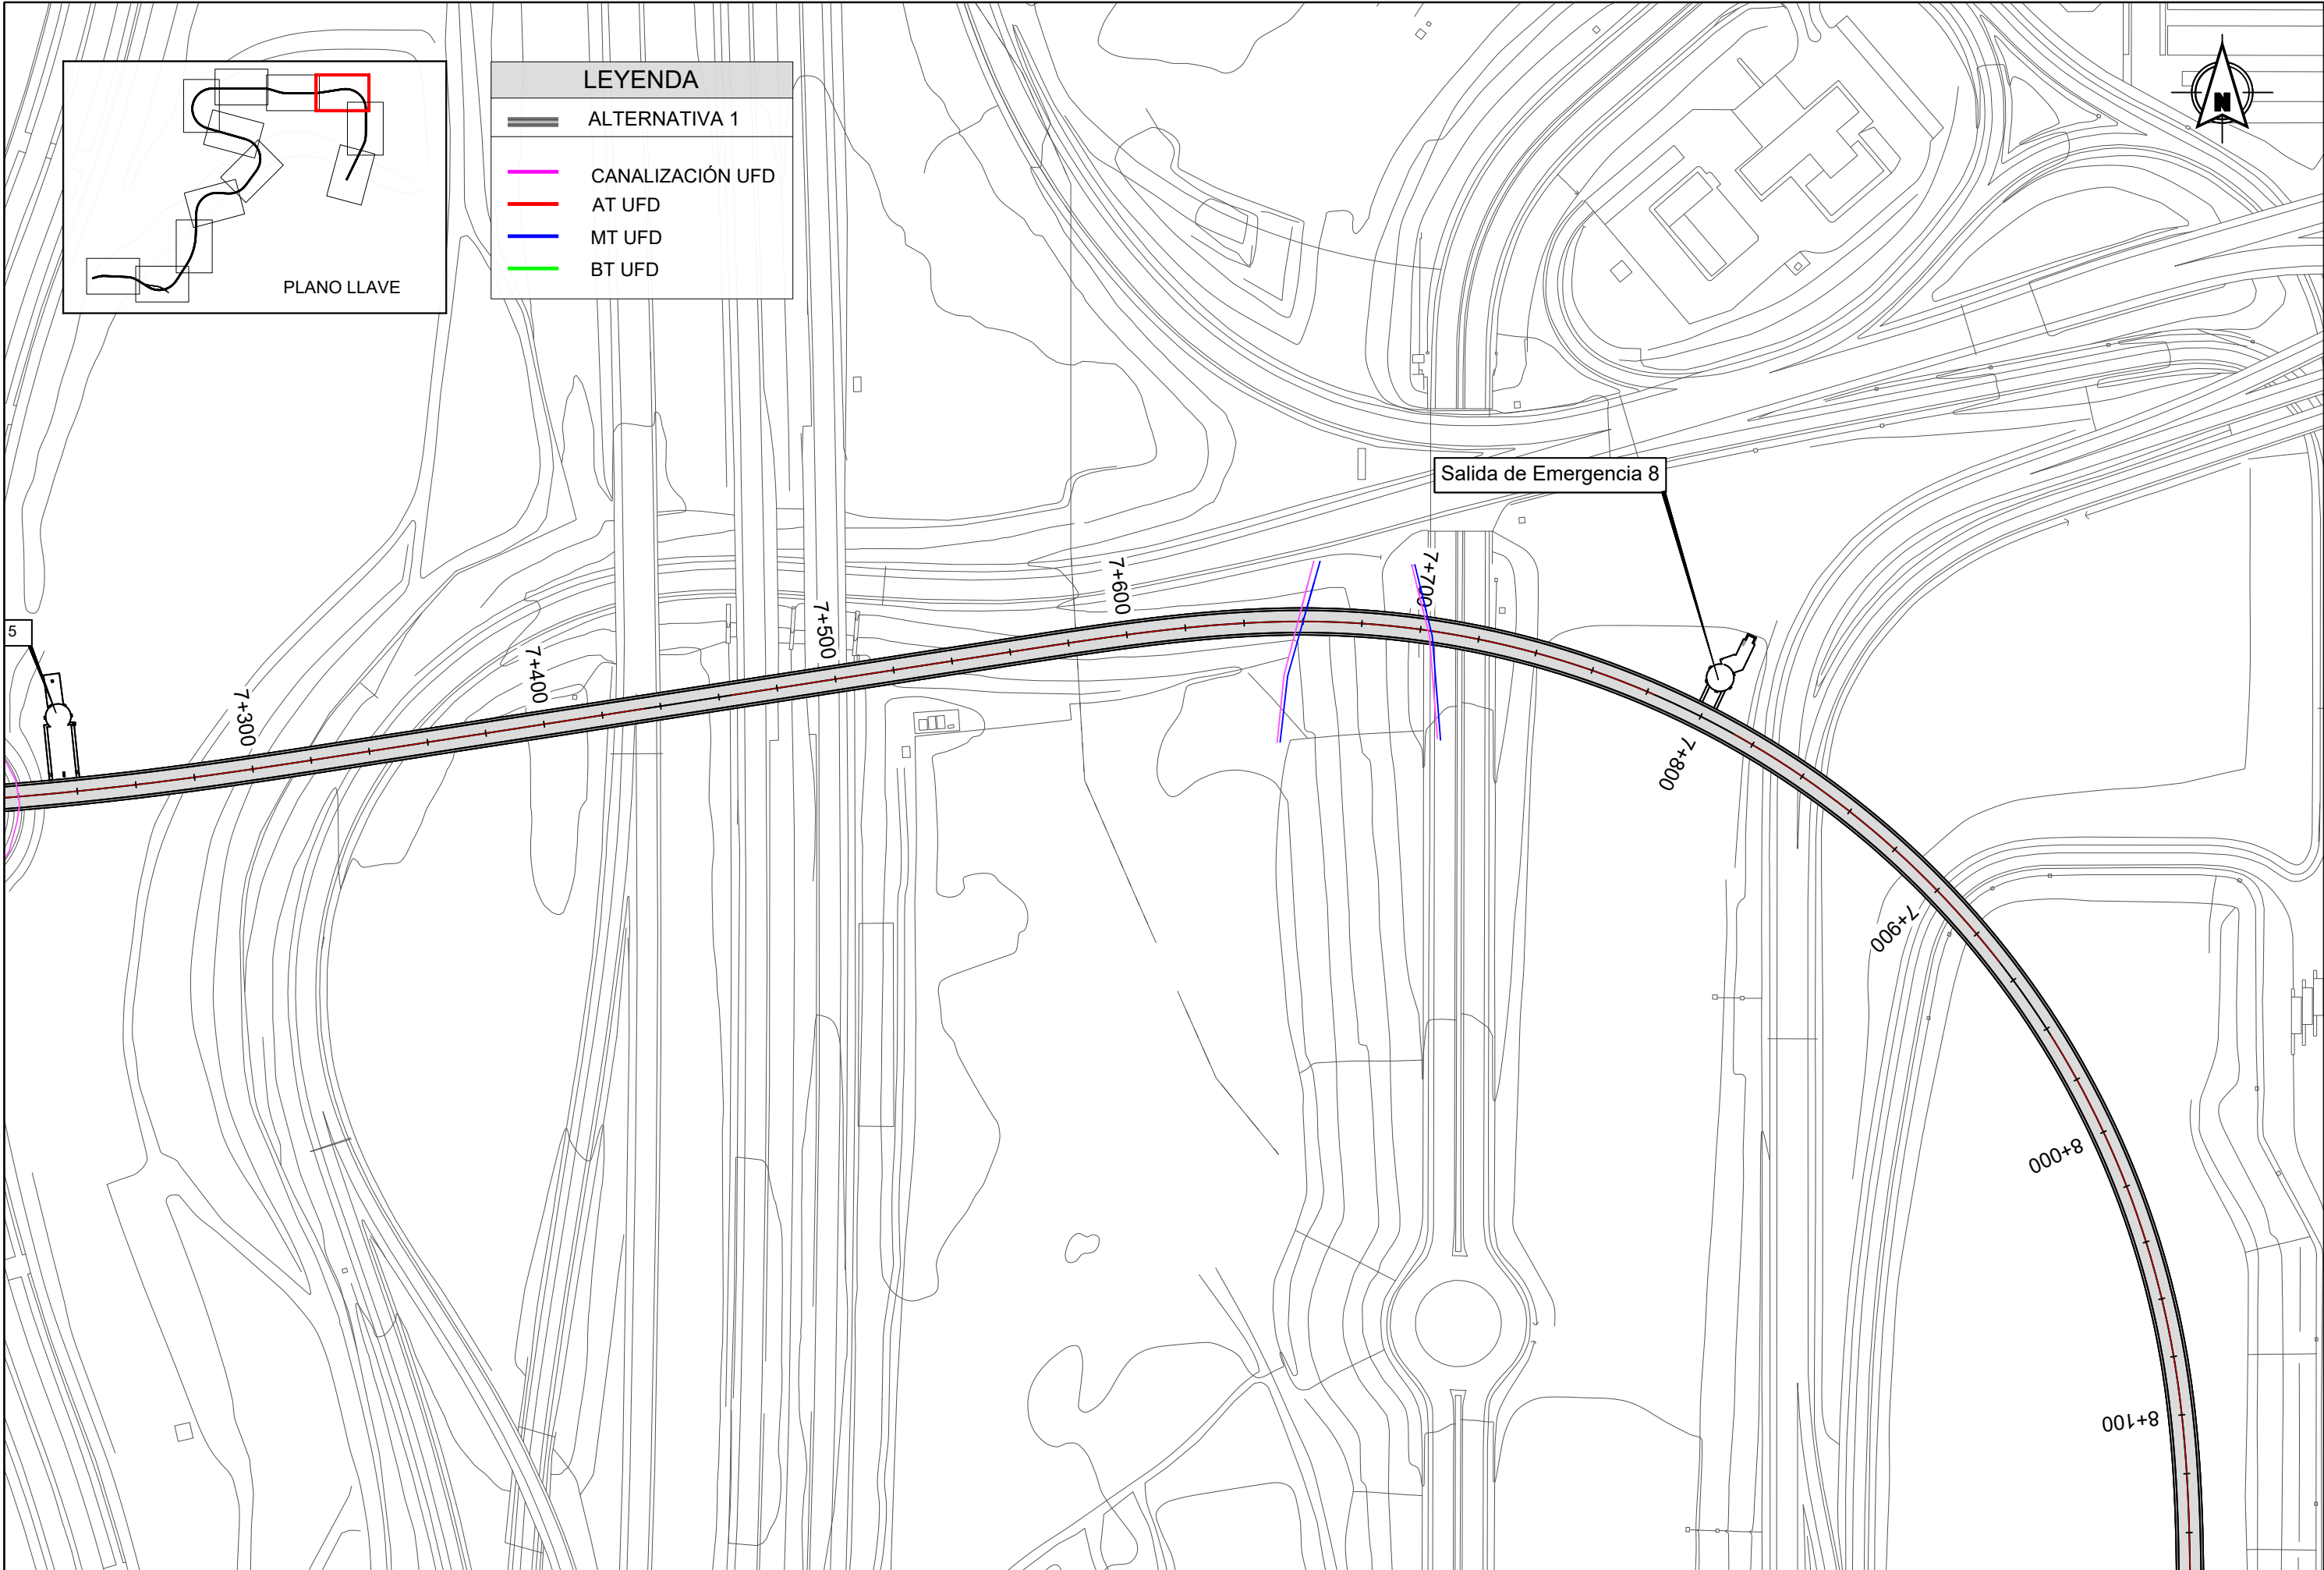 PLANO LLAVE
LEYENDA
ALTERNATIVA 1
CANALIZACIÓN UFD
AT UFD
MT UFD
BT UFD
N
Salida de Emergencia 8
5
7+300
7+400
7+500
7+600
7+700
7+800
7+900
8+000
8+100